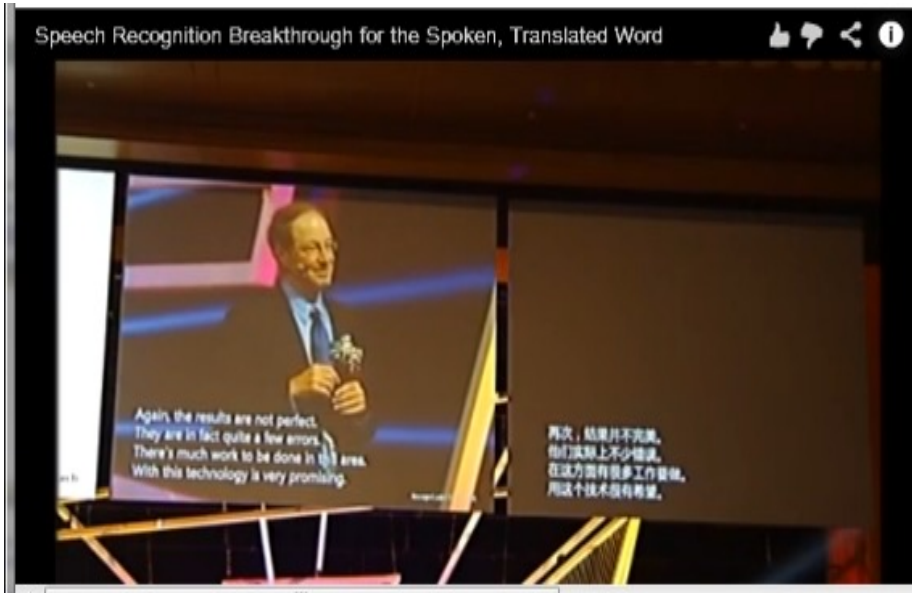 Speech Recognition Breakthrough for the Spoken, Translated Word
Again, the results are not perfect.
They are in fact quite a few errors.
There's much work to be done in this area.
With this technology is very promising.
再次，结果并不完美。
他们实际上不少错误。
在这方面有很多工作要做。
用这个技术很有希望。